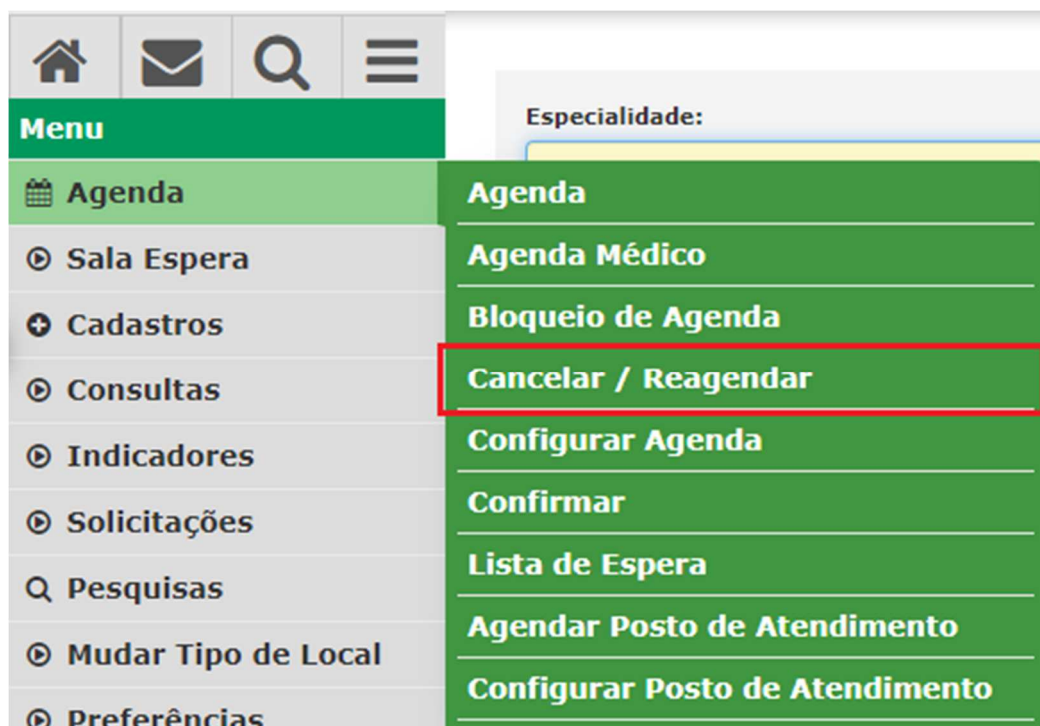 Menu
Agenda
Sala Espera
Cadastros
Consultas
Indicadores
Solicitações
Pesquisas
Mudar Tipo de Local
Preferências
Especialidade:
Agenda
Agenda Médico
Bloqueio de Agenda
Cancelar / Reagendar
Configurar Agenda
Confirmar
Lista de Espera
Agendar Posto de Atendimento
Configurar Posto de Atendimento